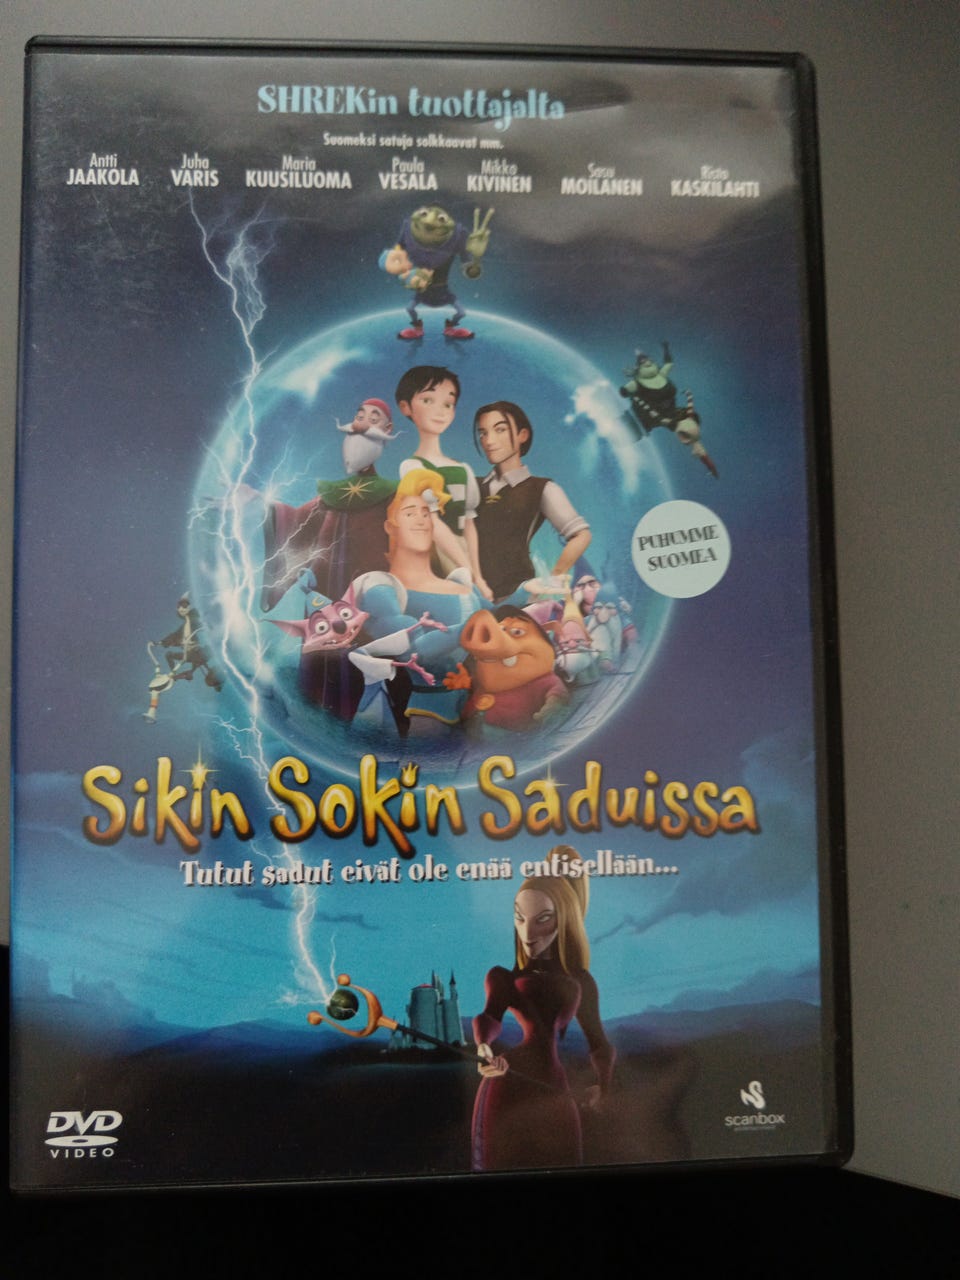 SHREKin tuottajalta
Suomeksi satuja solkkaavat mm.
Antti JAAKOLA
Juha VARIS
Maria KUUSILUOMA
Paula VESALA
Mikko KIVINEN
Sasu MOILANEN
Risto KASKILAHTI
PUHUMME
SUOMEA
Sikin Sokin Saduissa
Tutut sadut eivät ole enää entisellään...
DVD
VIDEO
scanbox
entertainment